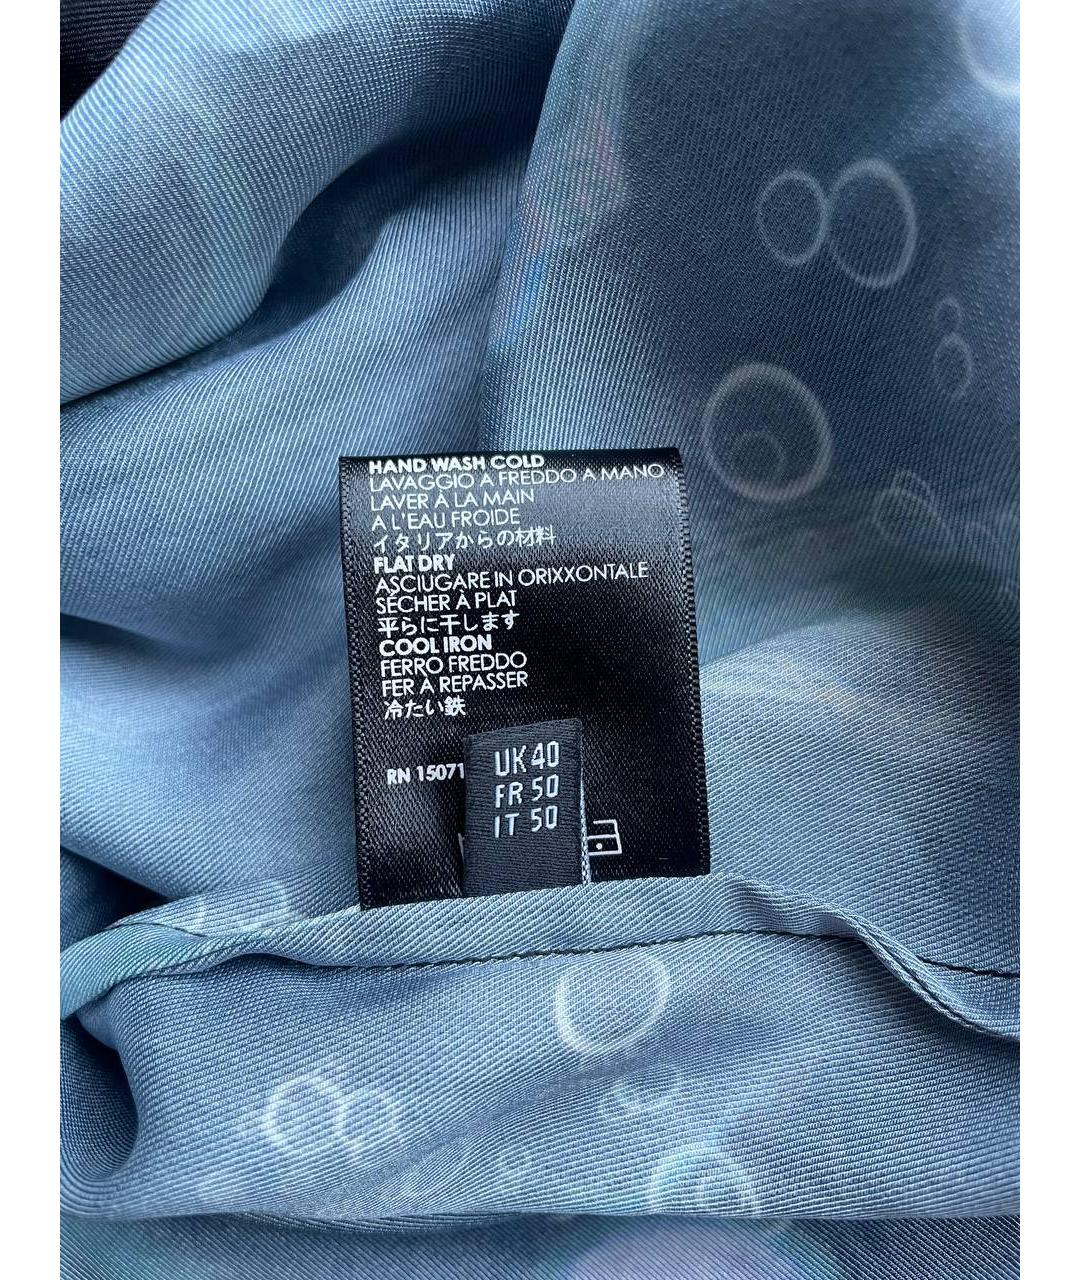 HAND WASH COLD
LAVAGGIO A FREDDO A MANO
LAVER À LA MAIN
A L'EAU FROIDE
イタリアからの材料
FLAT DRY
ASCIUGARE IN ORIXXONTALE
SÉCHER À PLAT
平らに干します
COOL IRON
FERRO FREDDO
FER A REPASSER
冷たい鉄
RN 15071
UK 40
FR 50
IT 50